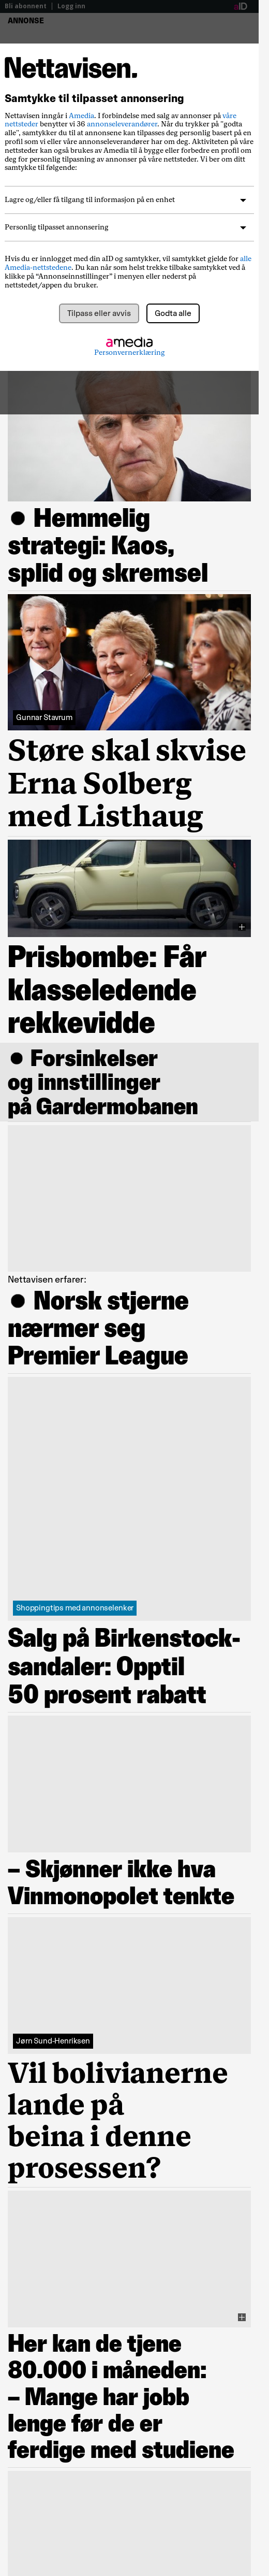 Bli abonnent | Logg inn
aID
ANNONSE
Nettavisen.
Samtykke til tilpasset annonsering
Nettavisen inngår i Amedia. I forbindelse med salg av annonser på våre
nettsteder benytter vi 36 annonseleverandører. Når du trykker på "godta
alle", samtykker du til at annonsene kan tilpasses deg personlig basert på en
profil som vi eller våre annonseleverandører har om deg. Aktiviteten på våre
nettsteder kan også brukes av Amedia til å bygge eller forbedre en profil om
deg for personlig tilpasning av annonser på våre nettsteder. Vi ber om ditt
samtykke til følgende:
Lagre og/eller få tilgang til informasjon på en enhet
Personlig tilpasset annonsering
Hvis du er innlogget med din aID og samtykker, vil samtykket gjelde for alle
Amedia-nettstedene. Du kan når som helst trekke tilbake samtykket ved å
klikke på “Annonseinnstillinger” i menyen eller nederst på
nettstedet/appen du bruker.
Tilpass eller avvis
Godta alle
amedia
Personvernerklæring
● Hemmelig
strategi: Kaos,
splid og skremsel
Gunnar Stavrum
Støre skal skvise
Erna Solberg
med Listhaug
Prisbombe: Får
klasseledende
rekkevidde
● Forsinkelser
og innstillinger
på Gardermobanen
Nettavisen erfarer:
● Norsk stjerne
nærmer seg
Premier League
Shoppingtips med annonselenker
Salg på Birkenstock-
sandaler: Opptil
50 prosent rabatt
– Skjønner ikke hva
Vinmonopolet tenkte
Jørn Sund-Henriksen
Vil bolivianerne
lande på
beina i denne
prosessen?
Her kan de tjene
80.000 i måneden:
– Mange har jobb
lenge før de er
ferdige med studiene